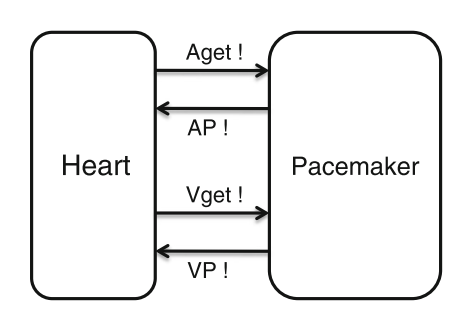 Aget !
AP !
Heart
Pacemaker
Vget !
VP !